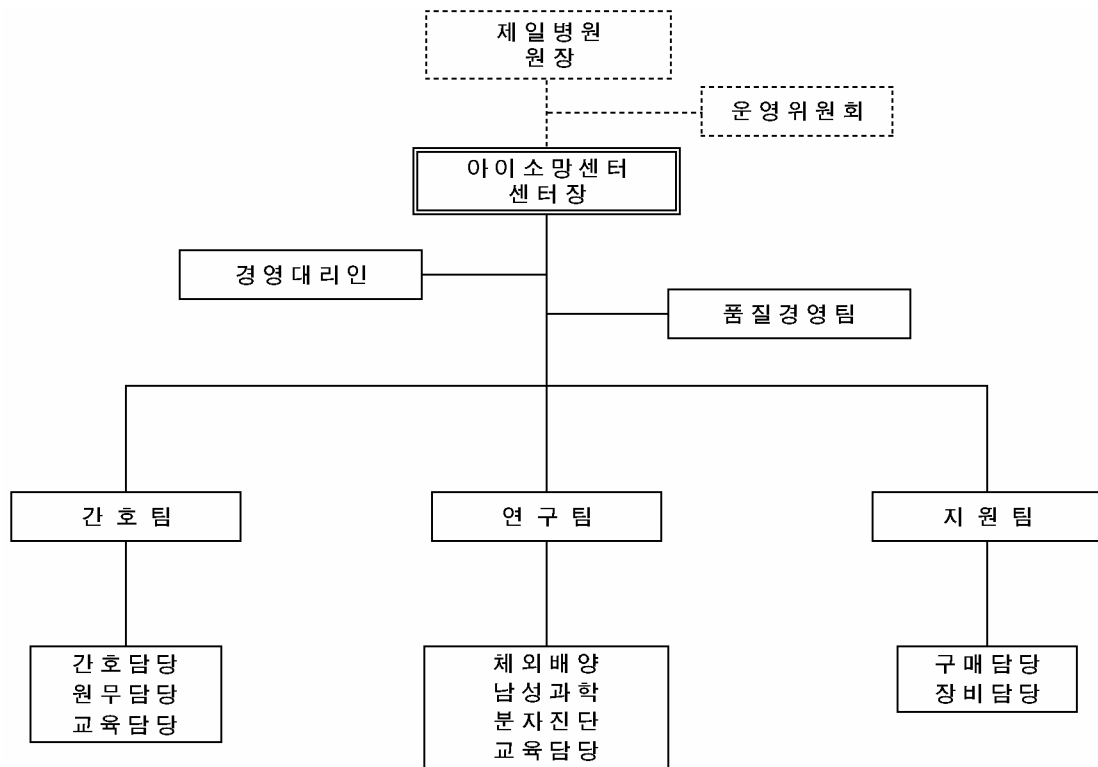 제일병원
원장
운영위원회
아이소망센터
센터장
경영대리인
품질경영팀
간호팀
연구팀
지원팀
간호담당
원무담당
교육담당
체외배양
남성과학
분자진단
교육담당
구매담당
장비담당